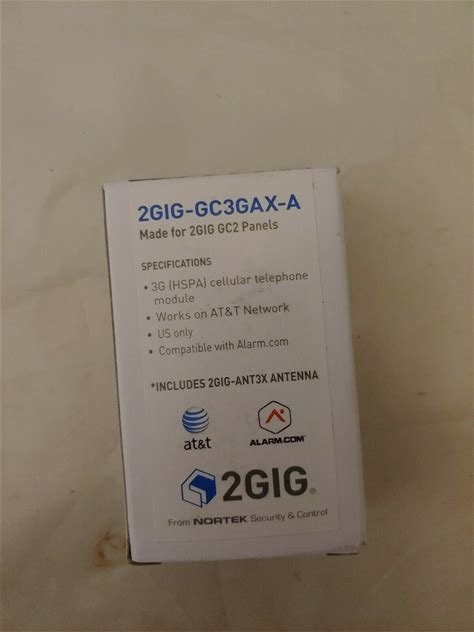 2GIG-GC3GAX-A
Made for 2GIG GC2 Panels
SPECIFICATIONS
• 3G (HSPA) cellular telephone
module
• Works on AT&T Network
• US only
• Compatible with Alarm.com
*INCLUDES 2GIG-ANT3X ANTENNA
at&t
ALARM.COM®
2GIG®
From NORTEK Security & Control